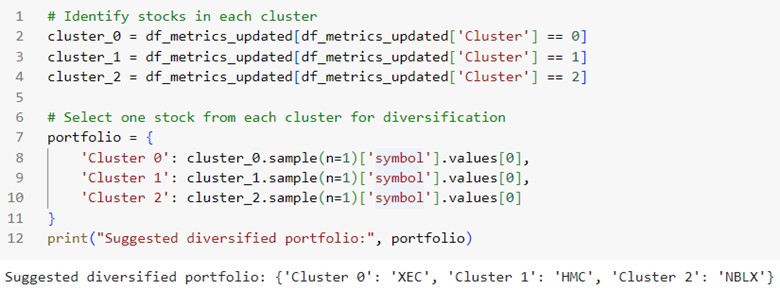 1 # Identify stocks in each cluster
2 cluster_0 = df_metrics_updated[df_metrics_updated['Cluster'] == 0]
3 cluster_1 = df_metrics_updated[df_metrics_updated['Cluster'] == 1]
4 cluster_2 = df_metrics_updated[df_metrics_updated['Cluster'] == 2]
5
6 # Select one stock from each cluster for diversification
7 portfolio = {
8     'Cluster 0': cluster_0.sample(n=1)['symbol'].values[0],
9     'Cluster 1': cluster_1.sample(n=1)['symbol'].values[0],
10     'Cluster 2': cluster_2.sample(n=1)['symbol'].values[0]
11 }
12 print("Suggested diversified portfolio:", portfolio)
Suggested diversified portfolio: {'Cluster 0': 'XEC', 'Cluster 1': 'HMC', 'Cluster 2': 'NBLX'}